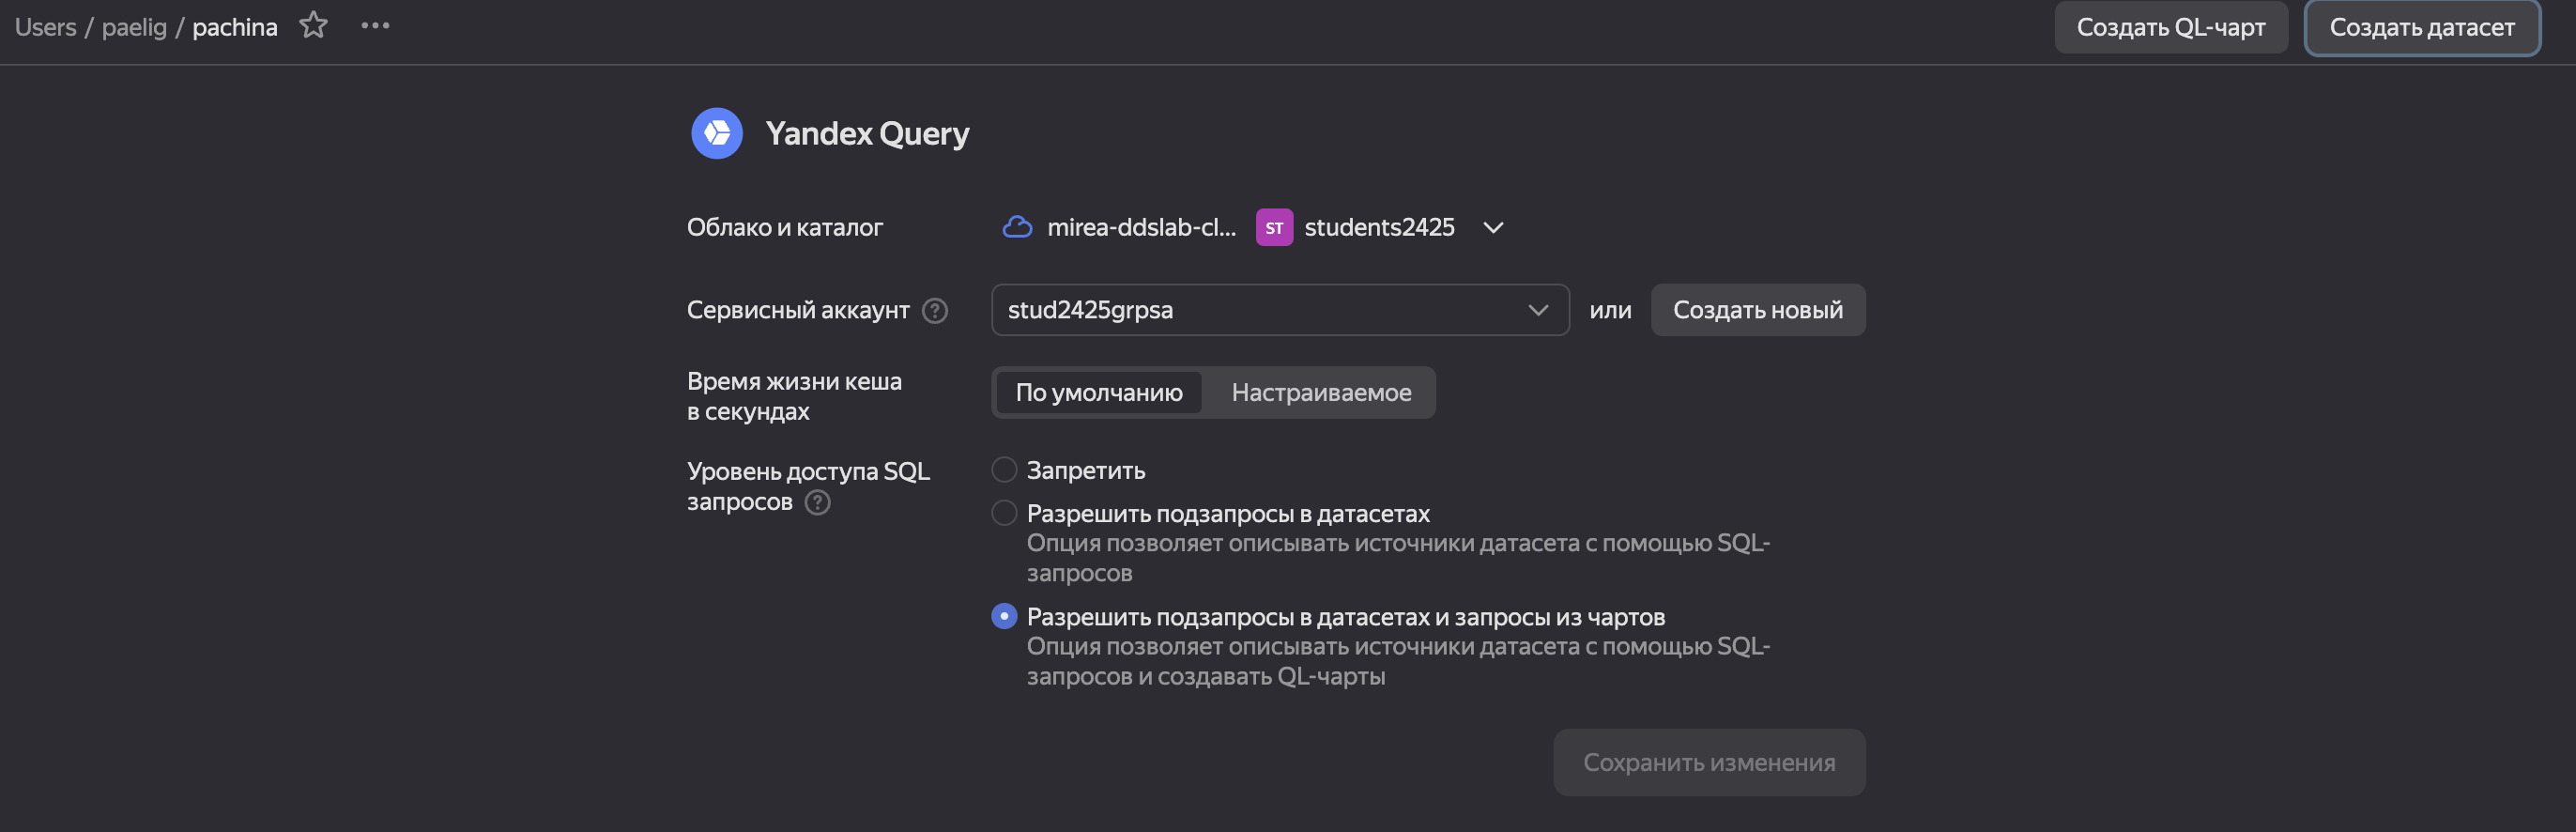 Users / paelig / pachina
Создать QL-чарт
Создать датасет
Yandex Query
Облако и каталог
mirea-ddslab-cl...
ST
students2425
Сервисный аккаунт ?
stud2425grpsa
или
Создать новый
Время жизни кеша
в секундах
По умолчанию
Настраиваемое
Уровень доступа SQL
запросов ?
Запретить
Разрешить подзапросы в датасетах
Опция позволяет описывать источники датасета с помощью SQL-
запросов
Разрешить подзапросы в датасетах и запросы из чартов
Опция позволяет описывать источники датасета с помощью SQL-
запросов и создавать QL-чарты
Сохранить изменения